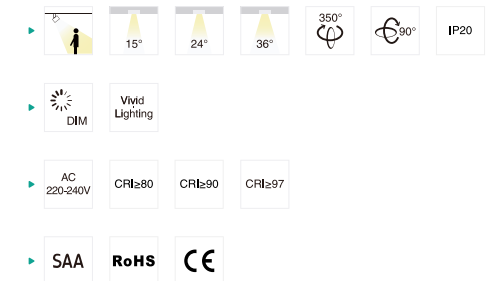 15°
24°
36°
350°
90°
IP20
DIM
Vivid
Lighting
AC
220-240V
CRI≥80
CRI≥90
CRI≥97
SAA
RoHS
CE